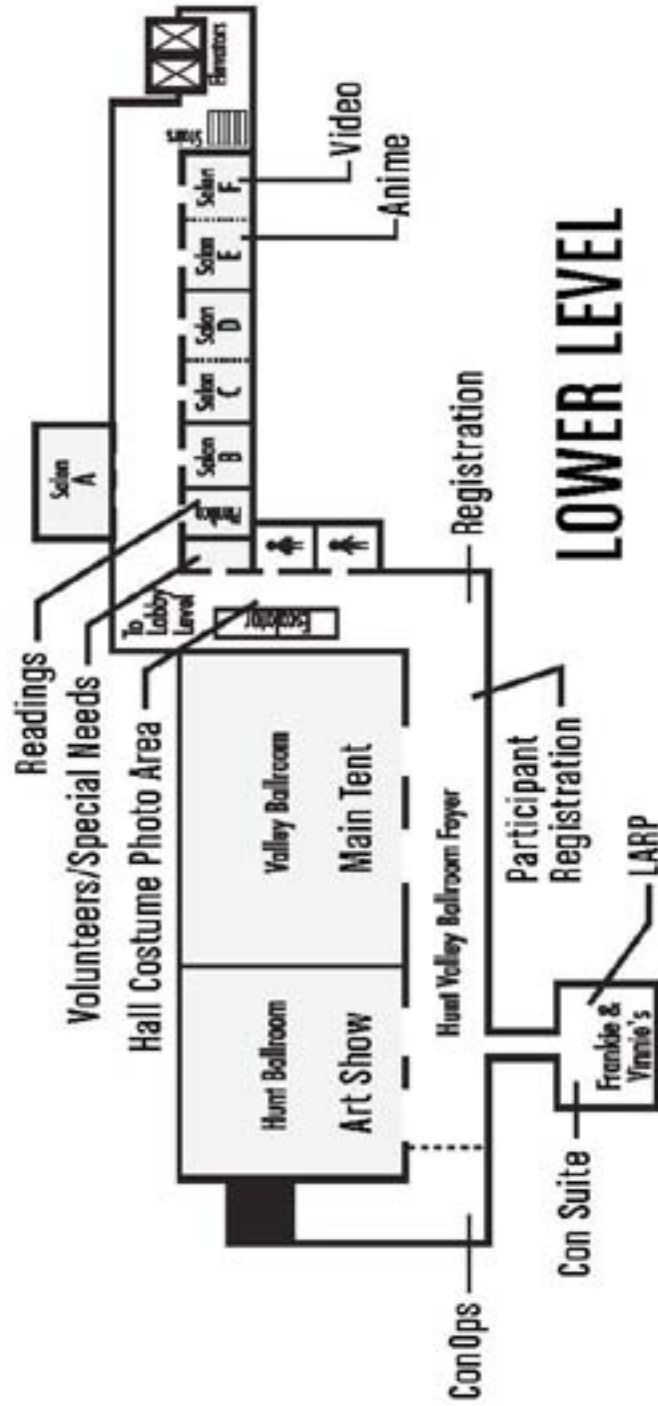 Readings
Volunteers/Special Needs
Hall Costume Photo Area
Salon
A
To
Lobby
Level
Elevators
Stairs
Escalator
Pimlico
Salon
B
Salon
C
Salon
D
Salon
E
Salon
F
Video
Anime
Hunt Ballroom
Art Show
Valley Ballroom
Main Tent
Hunt Valley Ballroom Foyer
Registration
Participant
Registration
ConOps
Con Suite
Frankie &
Vinnie's
LARP
LOWER LEVEL